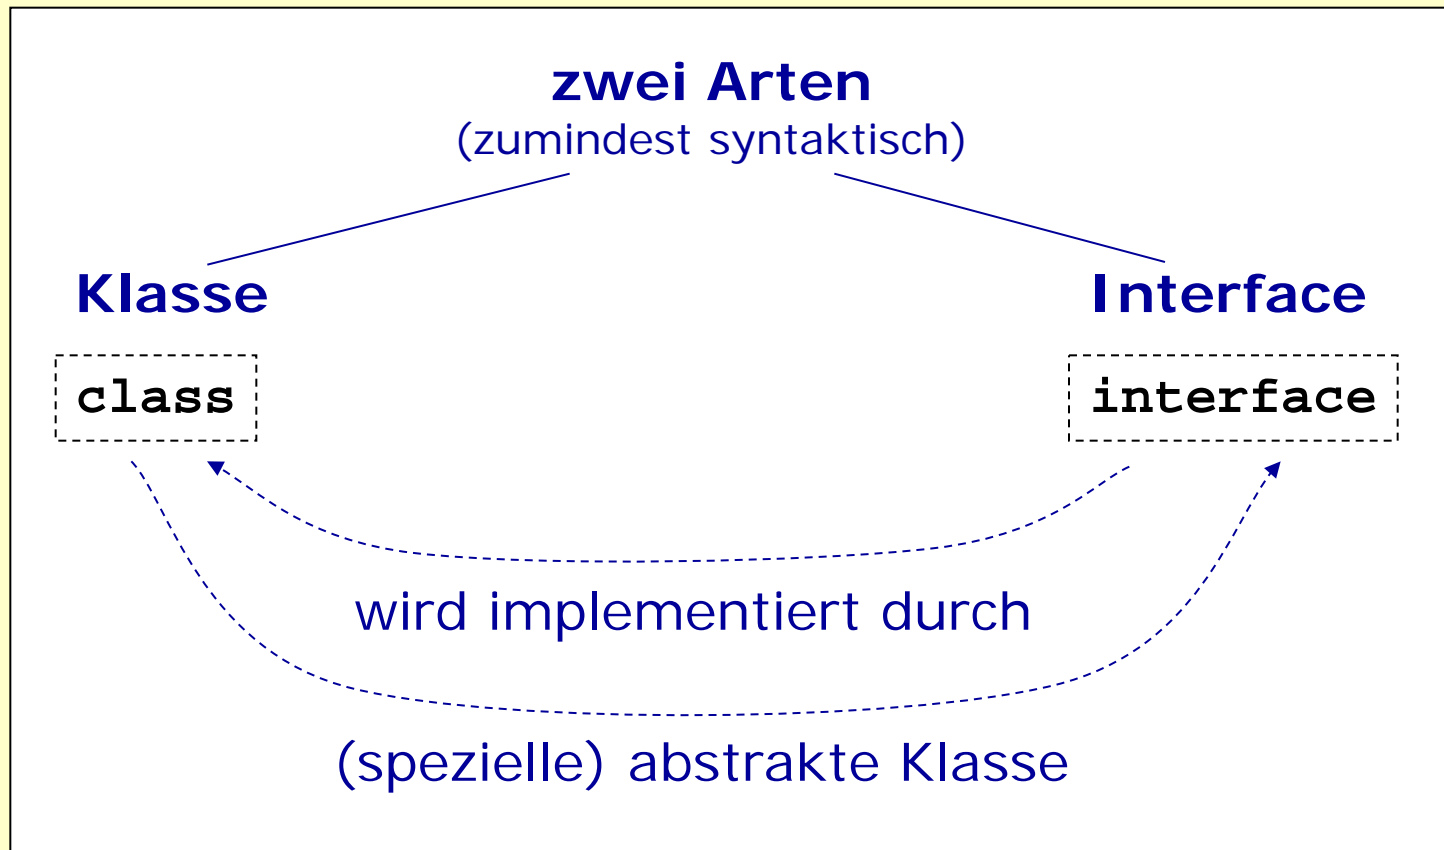 zwei Arten
(zumindest syntaktisch)
Klasse
Interface
class
interface
wird implementiert durch
(spezielle) abstrakte Klasse